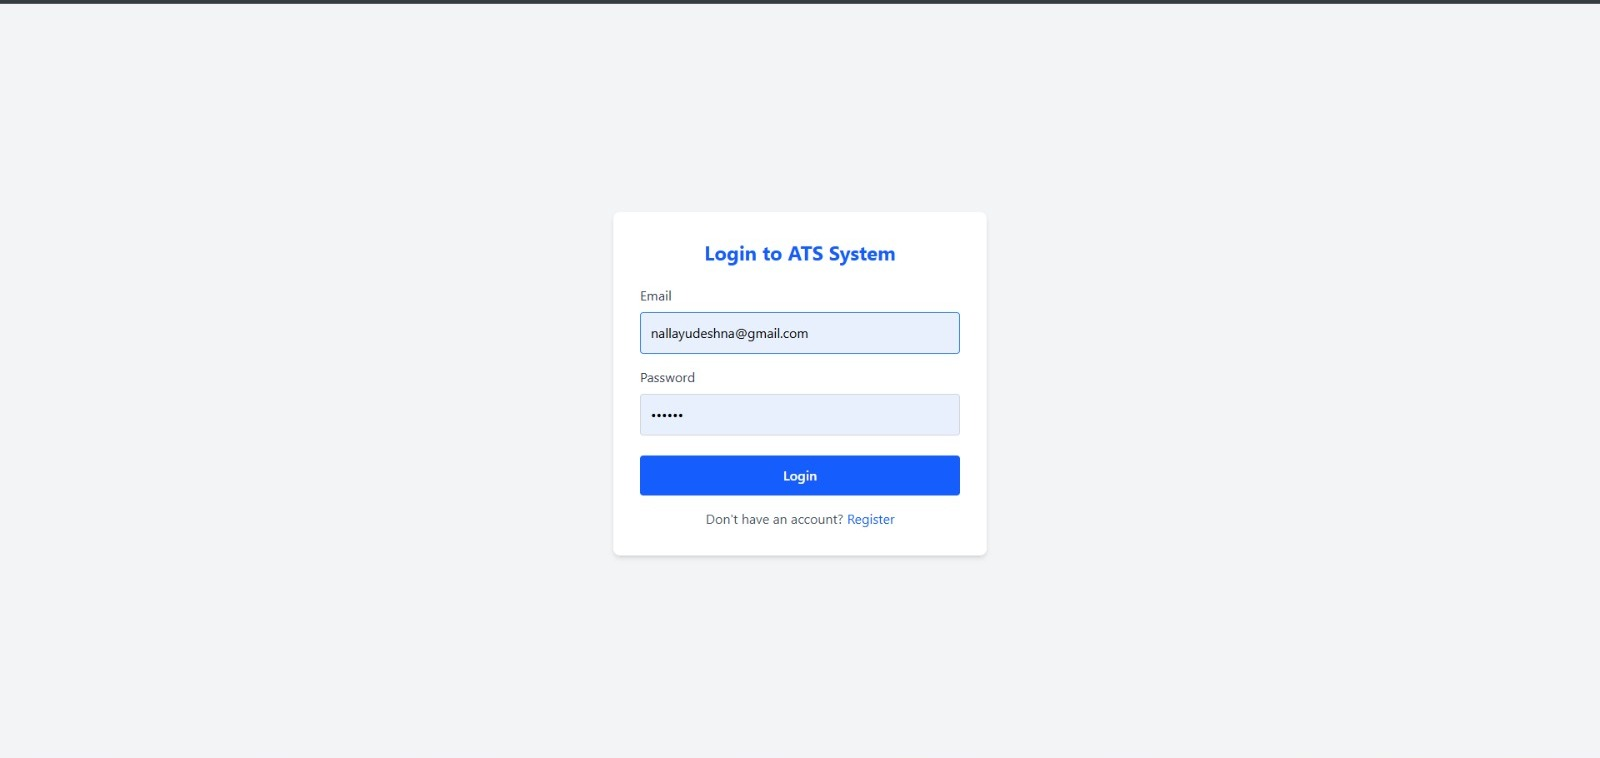 Login to ATS System
Email
nallayudeshna@gmail.com
Password
••••••
Login
Don't have an account? Register